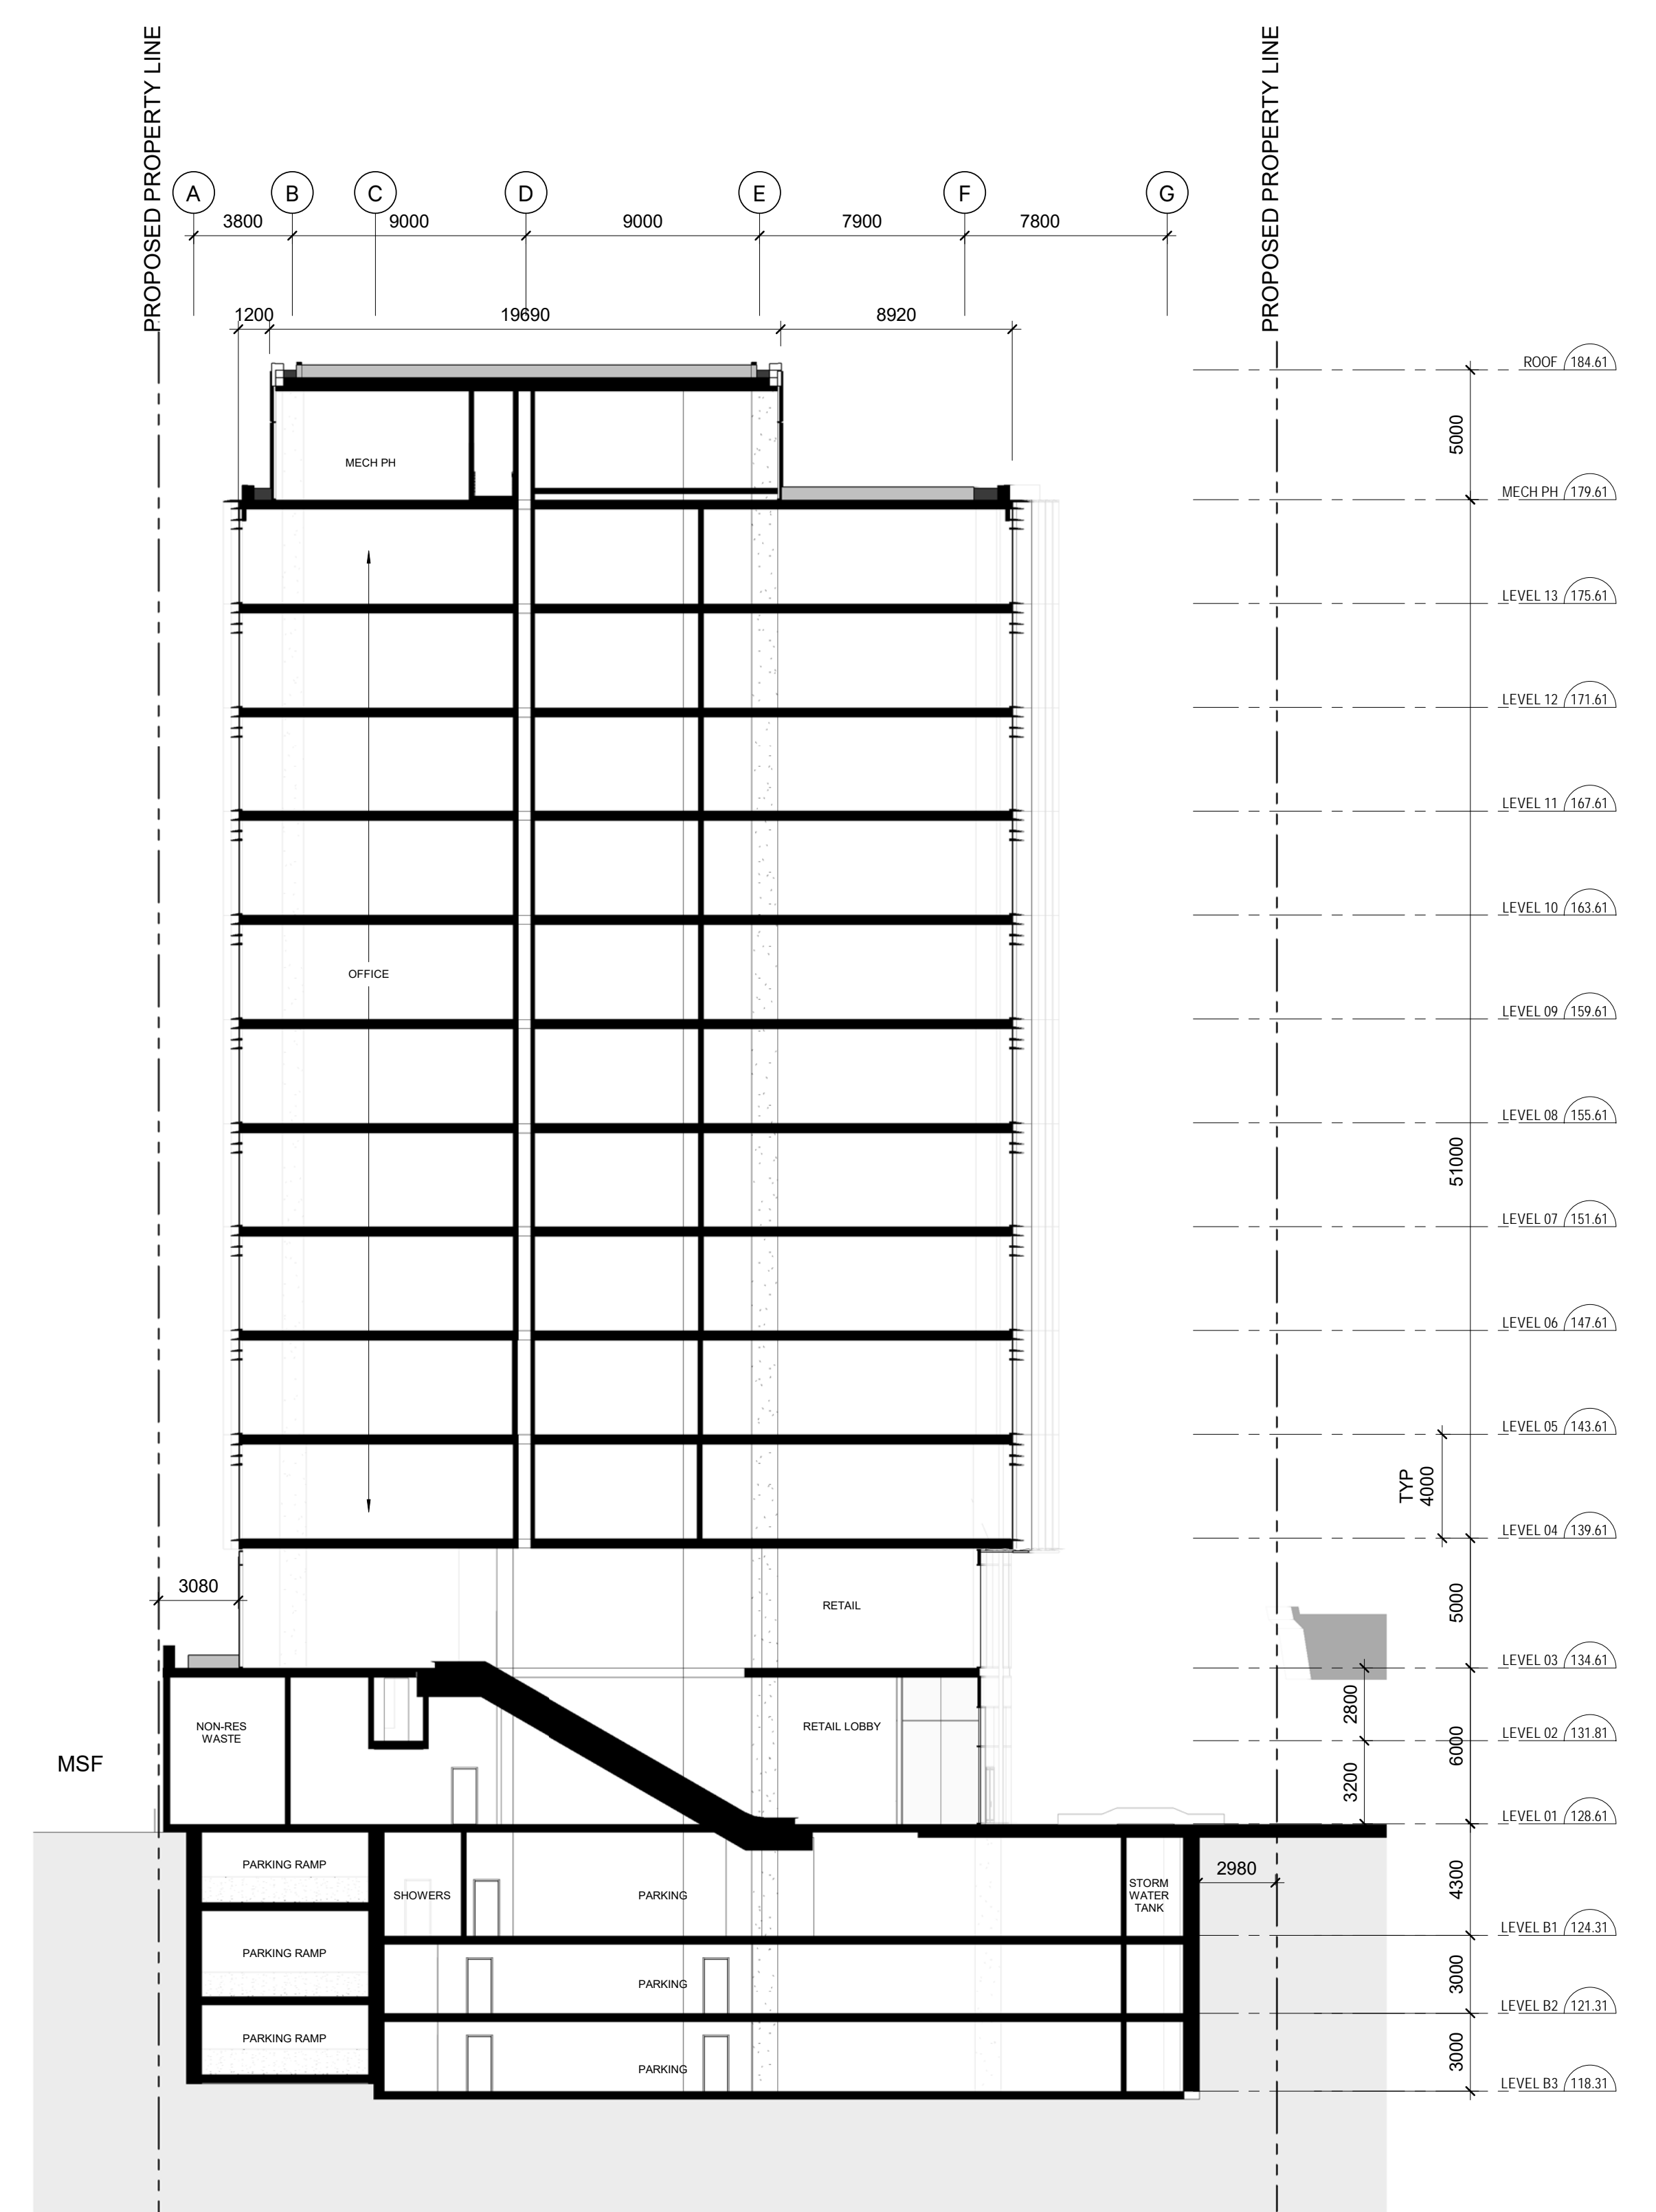 PROPOSED PROPERTY LINE
PROPOSED PROPERTY LINE
A
B
C
D
E
F
G
3800
9000
9000
7900
7800
1200
19690
8920
ROOF 184.61
5000
MECH PH
MECH PH 179.61
LEVEL 13 175.61
LEVEL 12 171.61
LEVEL 11 167.61
LEVEL 10 163.61
OFFICE
LEVEL 09 159.61
LEVEL 08 155.61
51000
LEVEL 07 151.61
LEVEL 06 147.61
LEVEL 05 143.61
TYP
4000
LEVEL 04 139.61
3080
RETAIL
5000
LEVEL 03 134.61
NON-RES
WASTE
RETAIL LOBBY
2800
LEVEL 02 131.81
6000
MSF
3200
LEVEL 01 128.61
PARKING RAMP
SHOWERS
PARKING
STORM
WATER
TANK
2980
4300
LEVEL B1 124.31
PARKING RAMP
PARKING
3000
LEVEL B2 121.31
PARKING RAMP
PARKING
3000
LEVEL B3 118.31